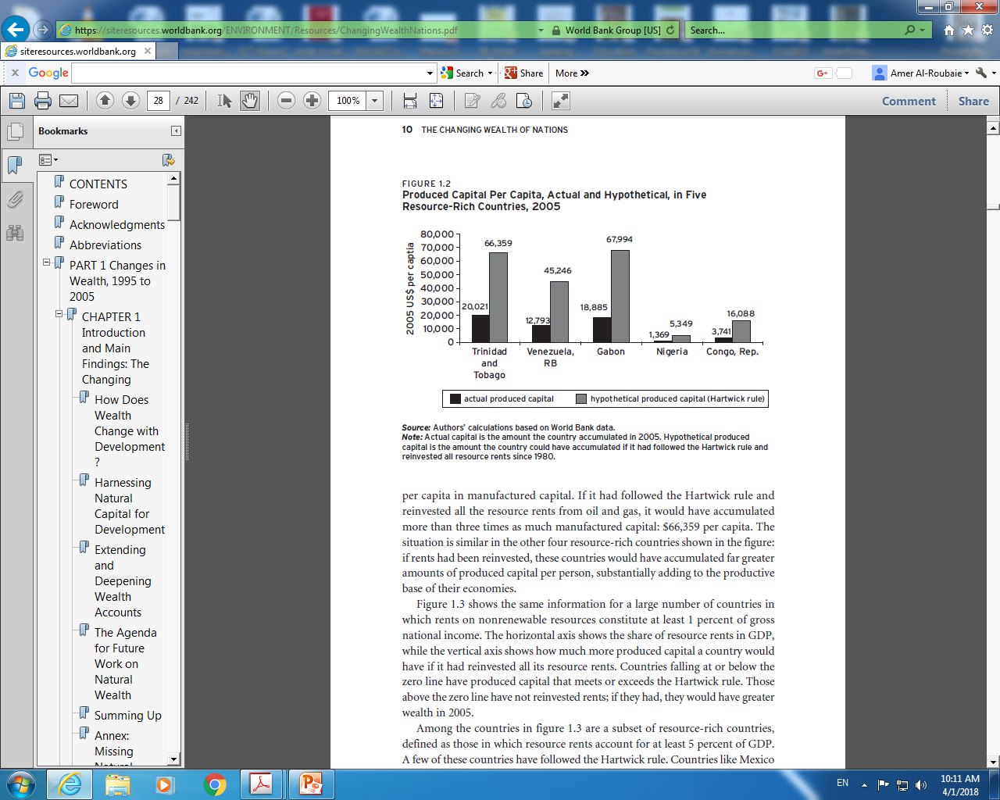 https://siteresources.worldbank.org/ENVIRONMENT/Resources/ChangingWealthNations.pdf
World Bank Group [US]
Search...
siteresources.worldbank.org
x Google
Search
Share
More »
G+
Amer Al-Roubaie
28 / 242
100%
Comment
Share
Bookmarks
CONTENTS
Foreword
Acknowledgments
Abbreviations
PART 1 Changes in
Wealth, 1995 to
2005
CHAPTER 1
Introduction
and Main
Findings: The
Changing
How Does
Wealth
Change with
Development
?
Harnessing
Natural
Capital for
Development
Extending
and
Deepening
Wealth
Accounts
The Agenda
for Future
Work on
Natural
Wealth
Summing Up
Annex:
Missing
Natural
10 THE CHANGING WEALTH OF NATIONS
FIGURE 1.2
Produced Capital Per Capita, Actual and Hypothetical, in Five
Resource-Rich Countries, 2005
2005 US$ per captia
80,000
70,000
60,000
50,000
40,000
30,000
20,000
10,000
0
20,021
66,359
12,793
45,246
18,885
67,994
1,369
5,349
3,741
16,088
Trinidad
and
Tobago
Venezuela,
RB
Gabon
Nigeria
Congo, Rep.
actual produced capital
hypothetical produced capital (Hartwick rule)
Source: Authors' calculations based on World Bank data.
Note: Actual capital is the amount the country accumulated in 2005. Hypothetical produced
capital is the amount the country could have accumulated if it had followed the Hartwick rule and
reinvested all resource rents since 1980.
per capita in manufactured capital. If it had followed the Hartwick rule and
reinvested all the resource rents from oil and gas, it would have accumulated
more than three times as much manufactured capital: $66,359 per capita. The
situation is similar in the other four resource-rich countries shown in the figure:
if rents had been reinvested, these countries would have accumulated far greater
amounts of produced capital per person, substantially adding to the productive
base of their economies.
Figure 1.3 shows the same information for a large number of countries in
which rents on nonrenewable resources constitute at least 1 percent of gross
national income. The horizontal axis shows the share of resource rents in GDP,
while the vertical axis shows how much more produced capital a country would
have if it had reinvested all its resource rents. Countries falling at or below the
zero line have produced capital that meets or exceeds the Hartwick rule. Those
above the zero line have not reinvested rents; if they had, they would have greater
wealth in 2005.
Among the countries in figure 1.3 are a subset of resource-rich countries,
defined as those in which resource rents account for at least 5 percent of GDP.
A few of these countries have followed the Hartwick rule. Countries like Mexico
EN
10:11 AM
4/1/2018